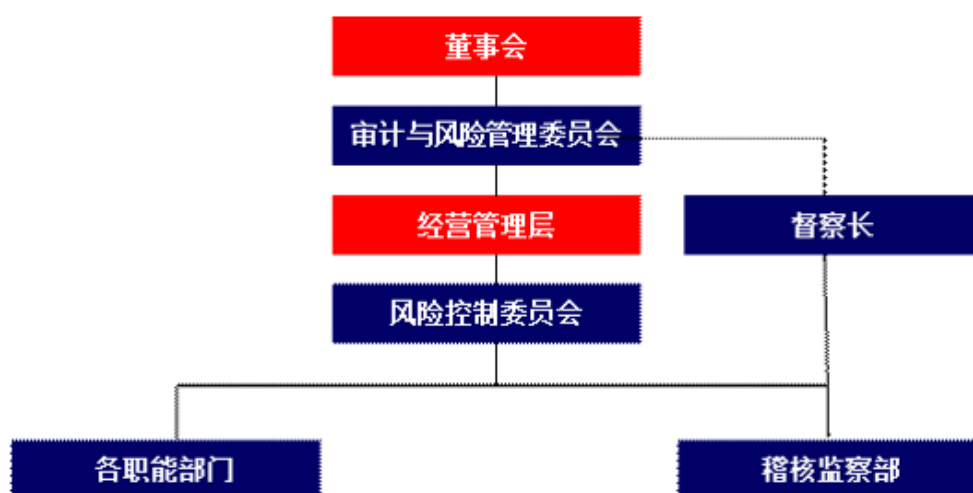 董事会
审计与风险管理委员会
经营管理层
督察长
风险控制委员会
各职能部门
稽核监察部